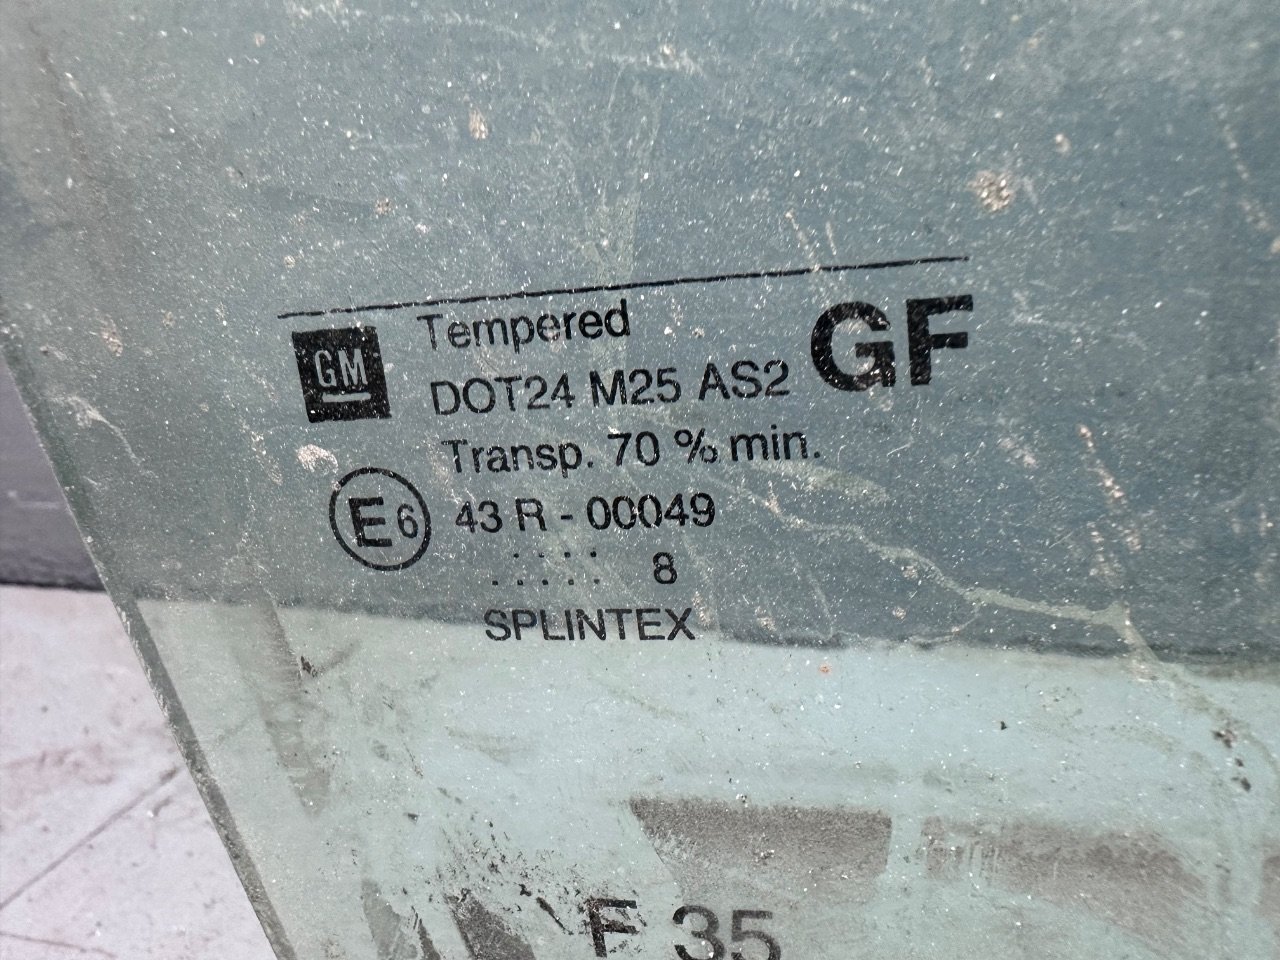 GM Tempered GF
DOT24 M25 AS2
Transp. 70 % min.
E6 43 R - 00049
. . . .
. . . . . 8
SPLINTEX
F 35